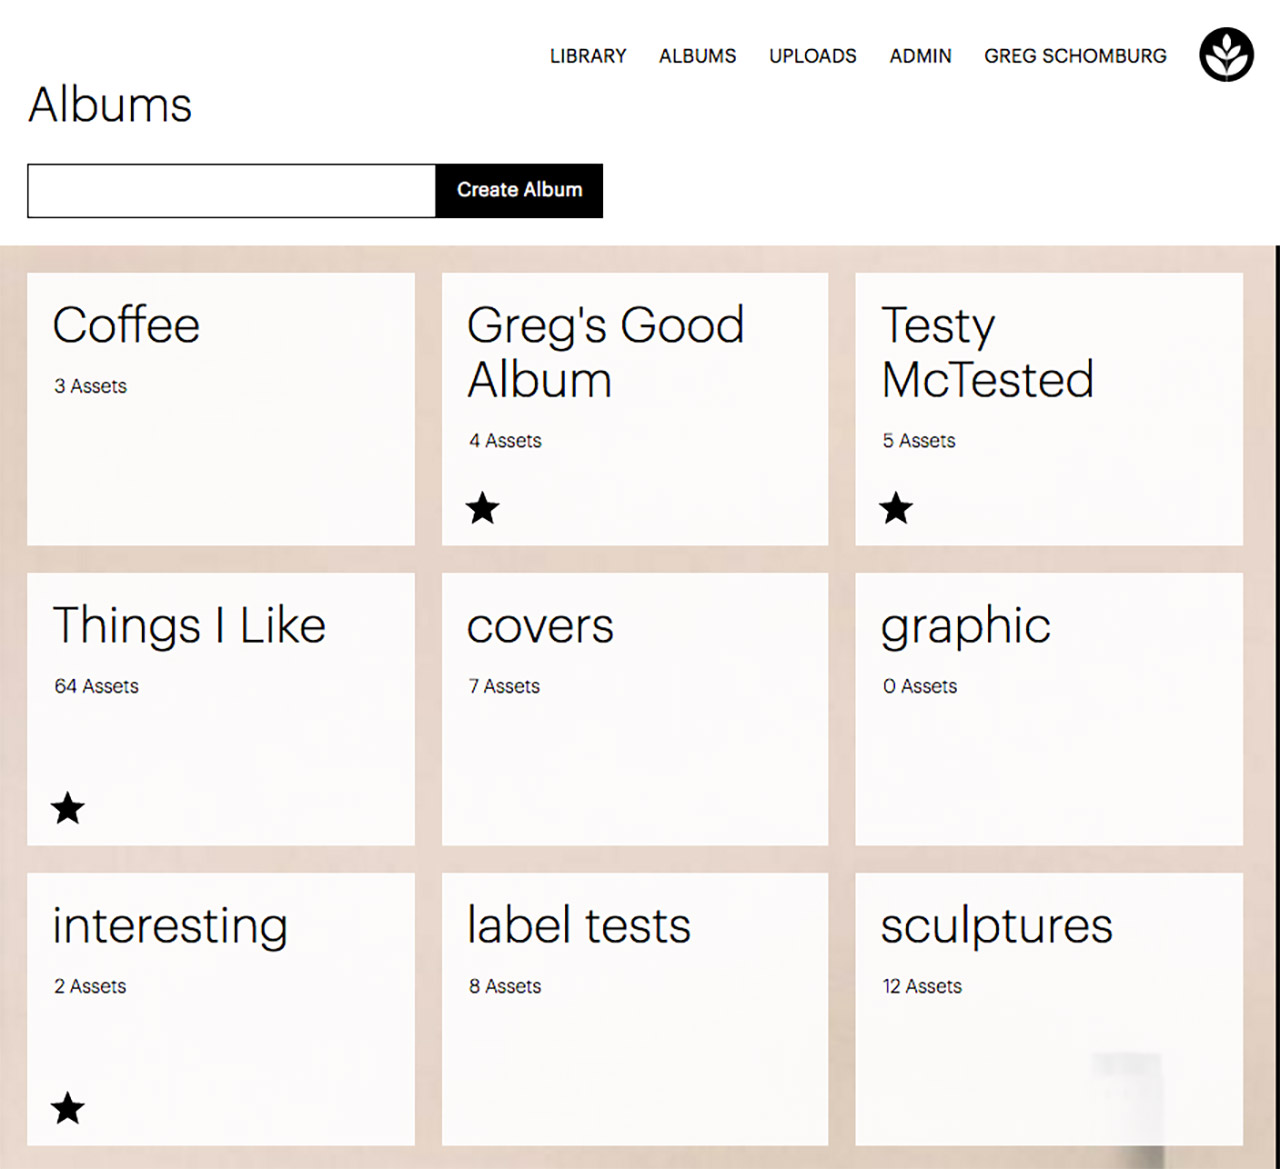 LIBRARY ALBUMS UPLOADS ADMIN GREG SCHOMBURG
Albums
Create Album
Coffee
3 Assets
Greg's Good
Album
4 Assets
Testy
McTested
5 Assets
Things I Like
64 Assets
covers
7 Assets
graphic
0 Assets
interesting
2 Assets
label tests
8 Assets
sculptures
12 Assets